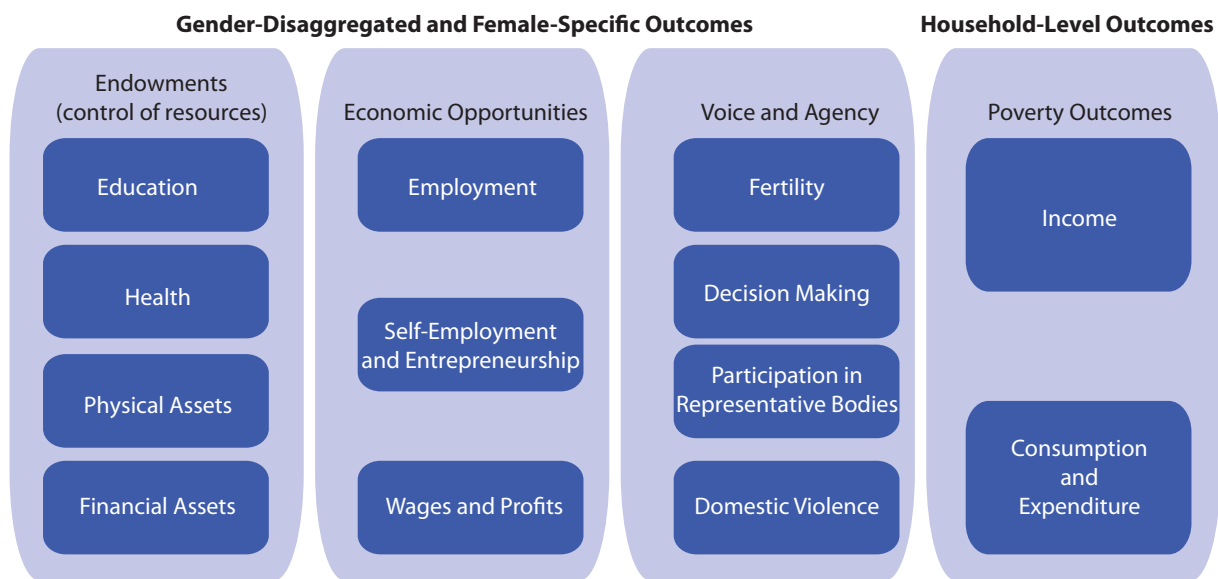 Gender-Disaggregated and Female-Specific Outcomes
Household-Level Outcomes
Endowments
(control of resources)
Education
Health
Physical Assets
Financial Assets
Economic Opportunities
Employment
Self-Employment
and Entrepreneurship
Wages and Profits
Voice and Agency
Fertility
Decision Making
Participation in
Representative Bodies
Domestic Violence
Poverty Outcomes
Income
Consumption
and
Expenditure